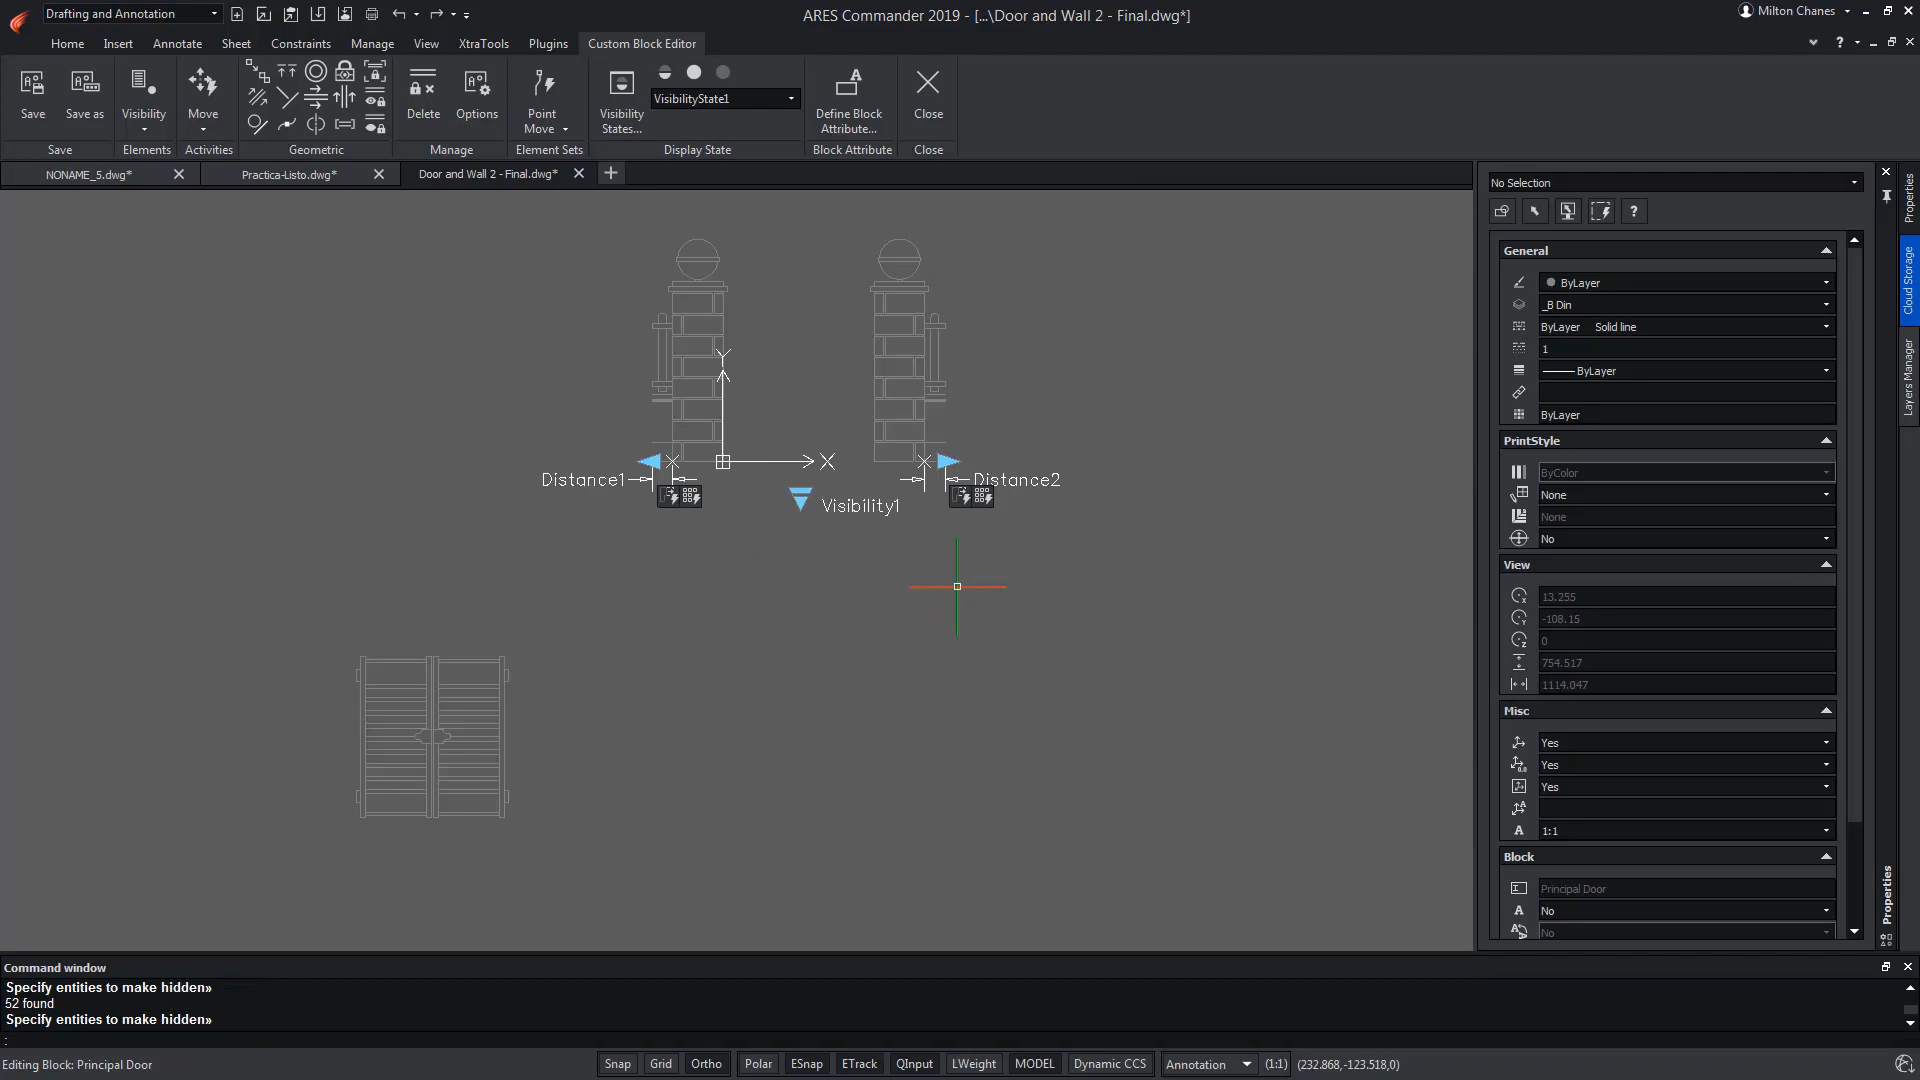 Drafting and Annotation
ARES Commander 2019 - [...\Door and Wall 2 - Final.dwg*]
Milton Chanes
Home Insert Annotate Sheet Constraints Manage View XtraTools Plugins Custom Block Editor
?
Save Save as Visibility Move Delete Options Point Move Visibility States... VisibilityState1 Define Block Attribute... Close
Save Elements Activities Geometric Manage Element Sets Display State Block Attribute Close
NONAME_5.dwg* Practica-Listo.dwg* Door and Wall 2 - Final.dwg*
No Selection
?
General
ByLayer
_B Din
ByLayer Solid line
1
ByLayer
ByLayer
PrintStyle
ByColor
None
None
No
View
13.255
-108.15
0
754.517
1114.047
Misc
Yes
Yes
Yes
1:1
Block
Principal Door
No
No
Properties
Cloud Storage
Layers Manager
Properties
Y
X
Distance1
Distance2
Visibility1
Command window
Specify entities to make hidden»
52 found
Specify entities to make hidden»
:
Editing Block: Principal Door
Snap Grid Ortho Polar ESnap ETrack QInput LWeight MODEL Dynamic CCS Annotation (1:1) (232.868,-123.518,0)